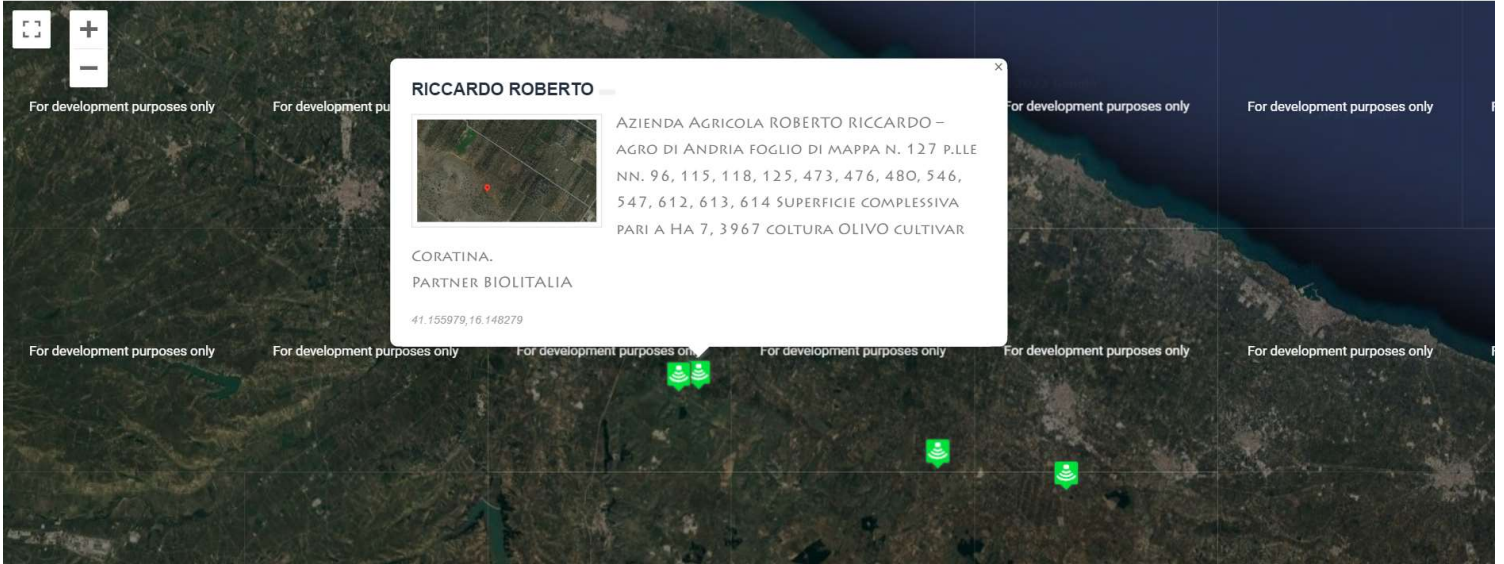 +
×
RICCARDO ROBERTO
−
For development purposes only
For development pu
For development purposes only
For development purposes only
AZIENDA AGRICOLA ROBERTO RICCARDO –
AGRO DI ANDRIA FOGLIO DI MAPPA N. 127 P.LLE
NN. 96, 115, 118, 125, 473, 476, 480, 546,
547, 612, 613, 614 SUPERFICIE COMPLESSIVA
PARI A HA 7, 3967 COLTURA OLIVO CULTIVAR
CORATINA.
PARTNER BIOLITALIA
41.155979,16.148279
For development purposes only
For development purposes only
For development purposes only
For development purposes only
For development purposes only
For development purposes only